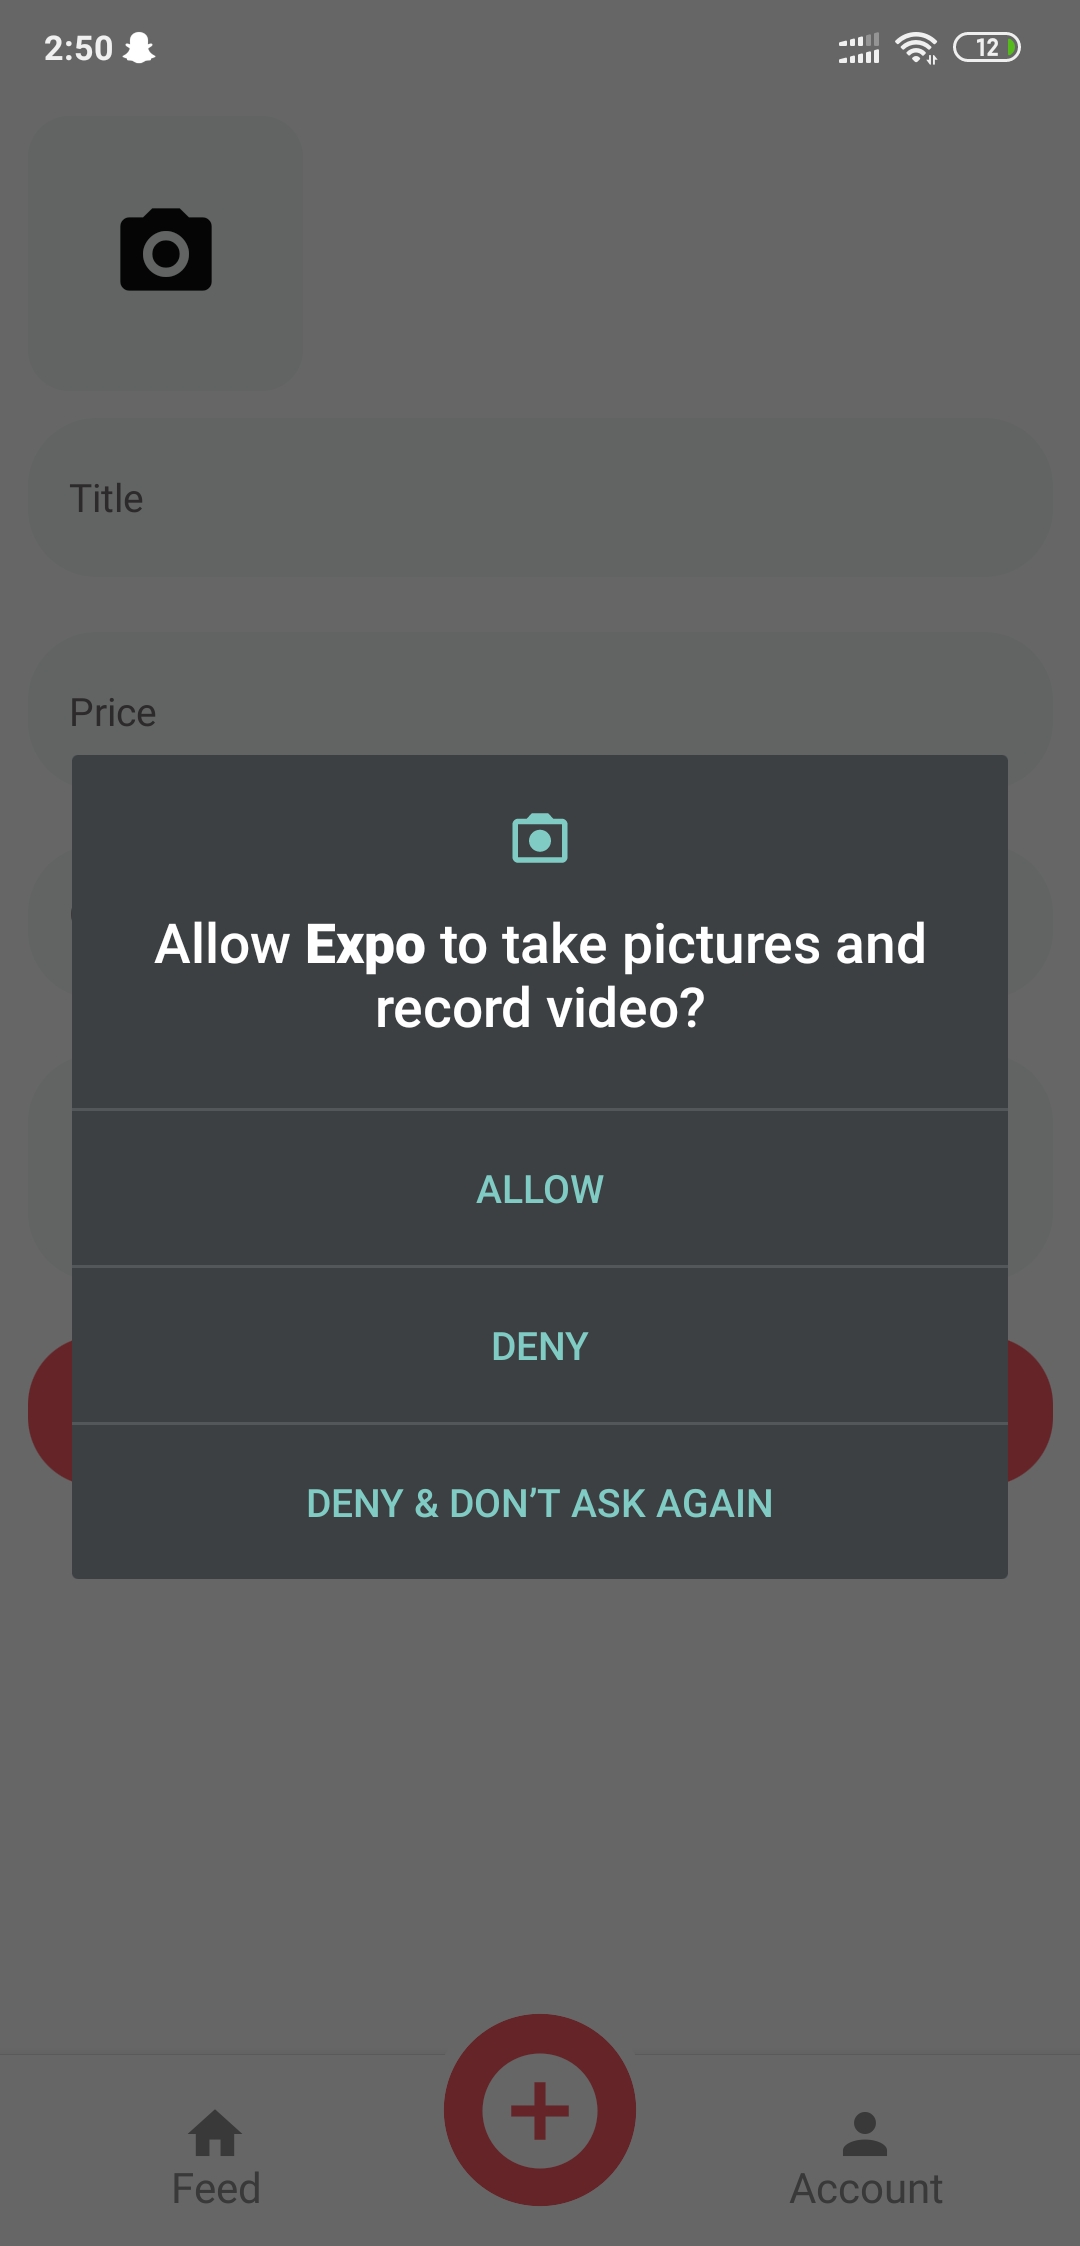 2:50
12
Title
Price
Allow Expo to take pictures and
record video?
ALLOW
DENY
DENY & DON’T ASK AGAIN
Feed
Account